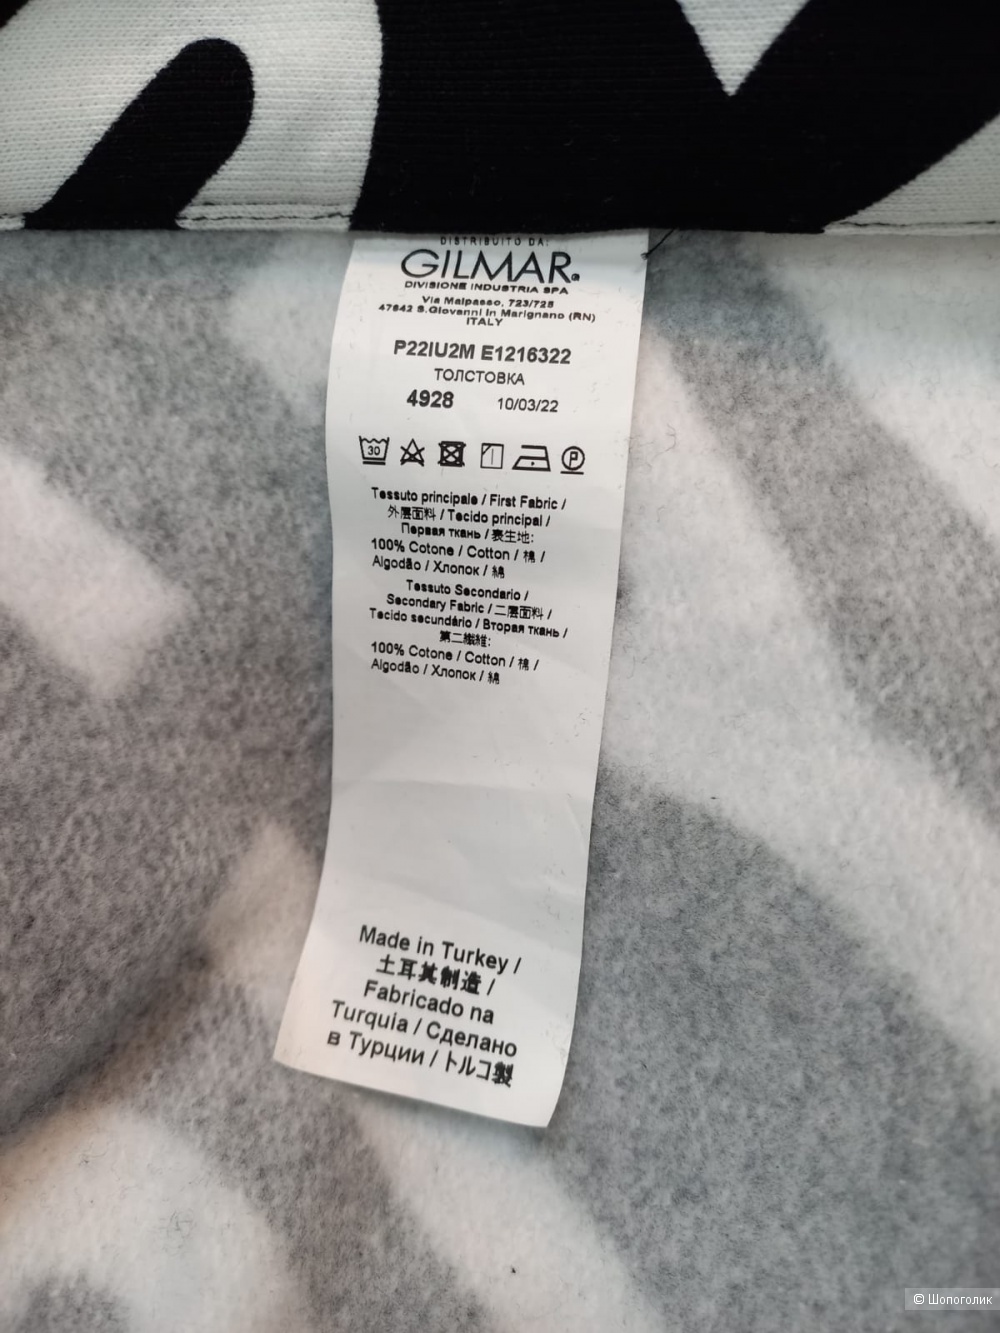 DISTRIBUITO DA:
GILMAR®
DIVISIONE INDUSTRIA SPA
Via Malpasso, 723/725
47842 S.Giovanni in Marignano (RN)
ITALY
P22IU2M E1216322
ТОЛСТОВКА
4928 10/03/22
30 P
Tessuto principale / First Fabric /
外層面料 / Tecido principal /
Первая ткань / 表生地:
100% Cotone / Cotton / 棉 /
Algodão / Хлопок / 綿
Tessuto Secondario /
Secondary Fabric / 二層面料 /
Tecido secundário / Вторая ткань /
第二繊維:
100% Cotone / Cotton / 棉 /
Algodão / Хлопок / 綿
Made in Turkey /
土耳其制造 /
Fabricado na
Turquia / Сделано
в Турции / トルコ製
© Шопоголик